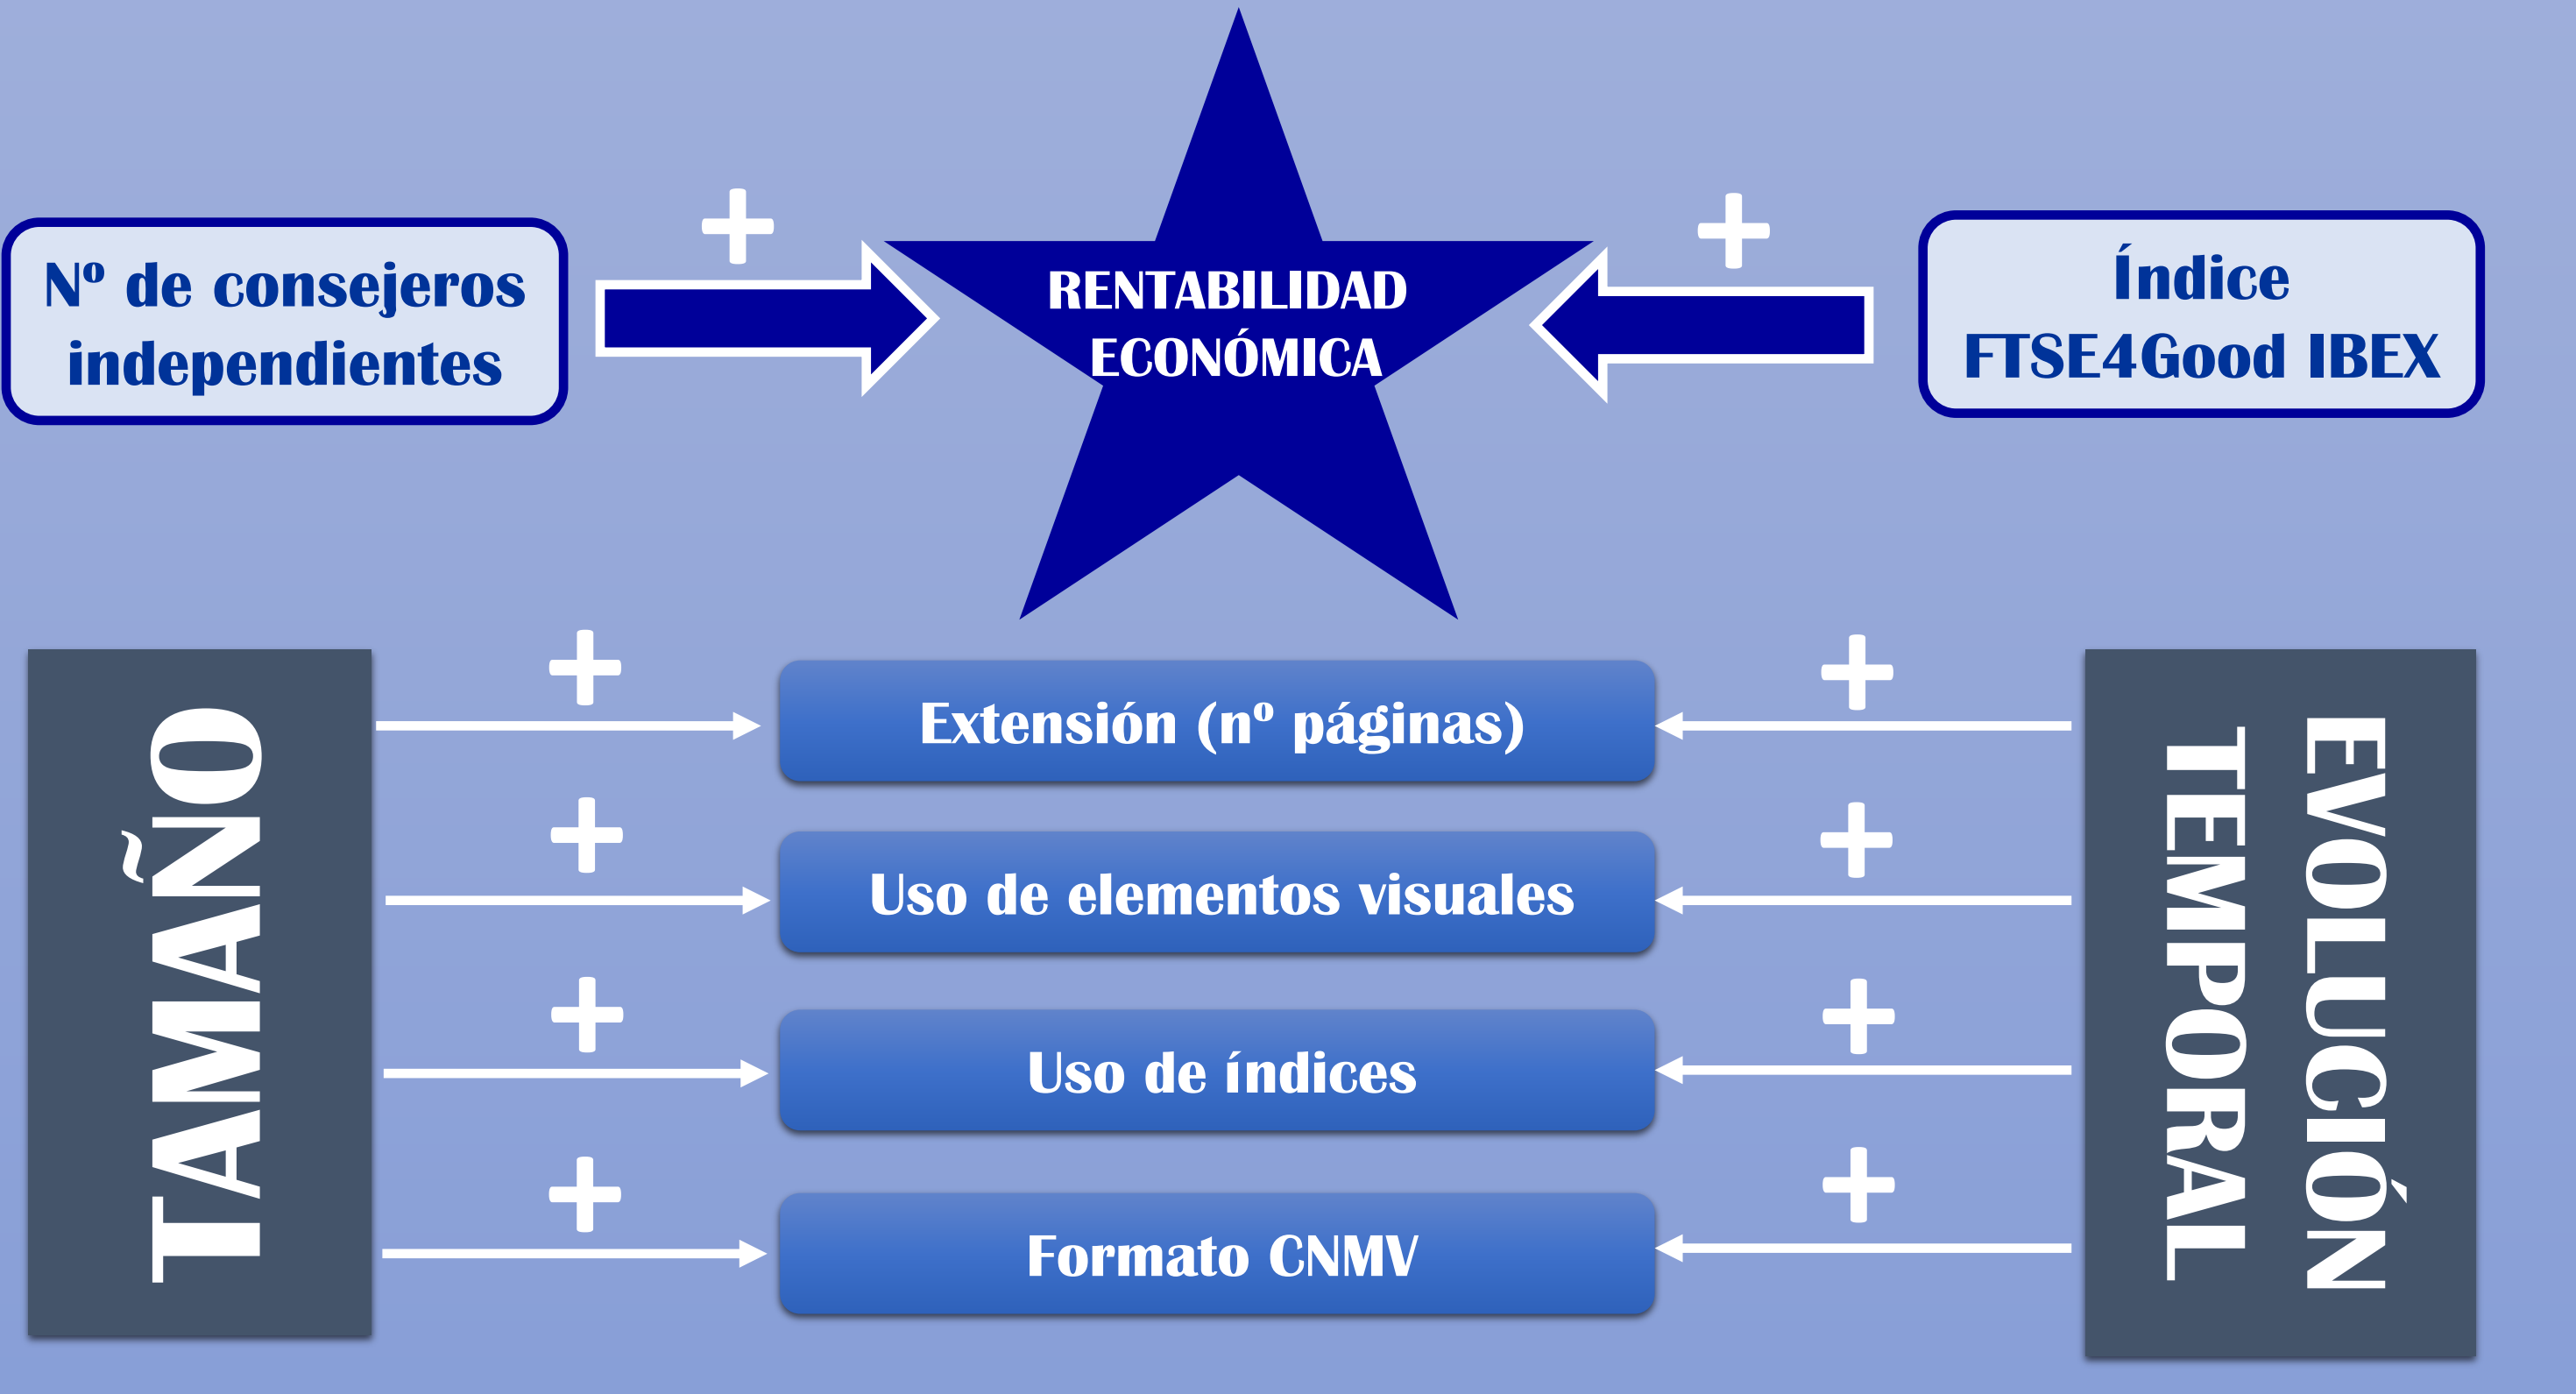 +
+
Nº de consejeros
independientes
RENTABILIDAD
ECONÓMICA
Índice
FTSE4Good IBEX
TAMAÑO
+
Extensión (nº páginas)
+
+
Uso de elementos visuales
+
+
Uso de índices
+
+
Formato CNMV
+
EVOLUCIÓN
TEMPORAL